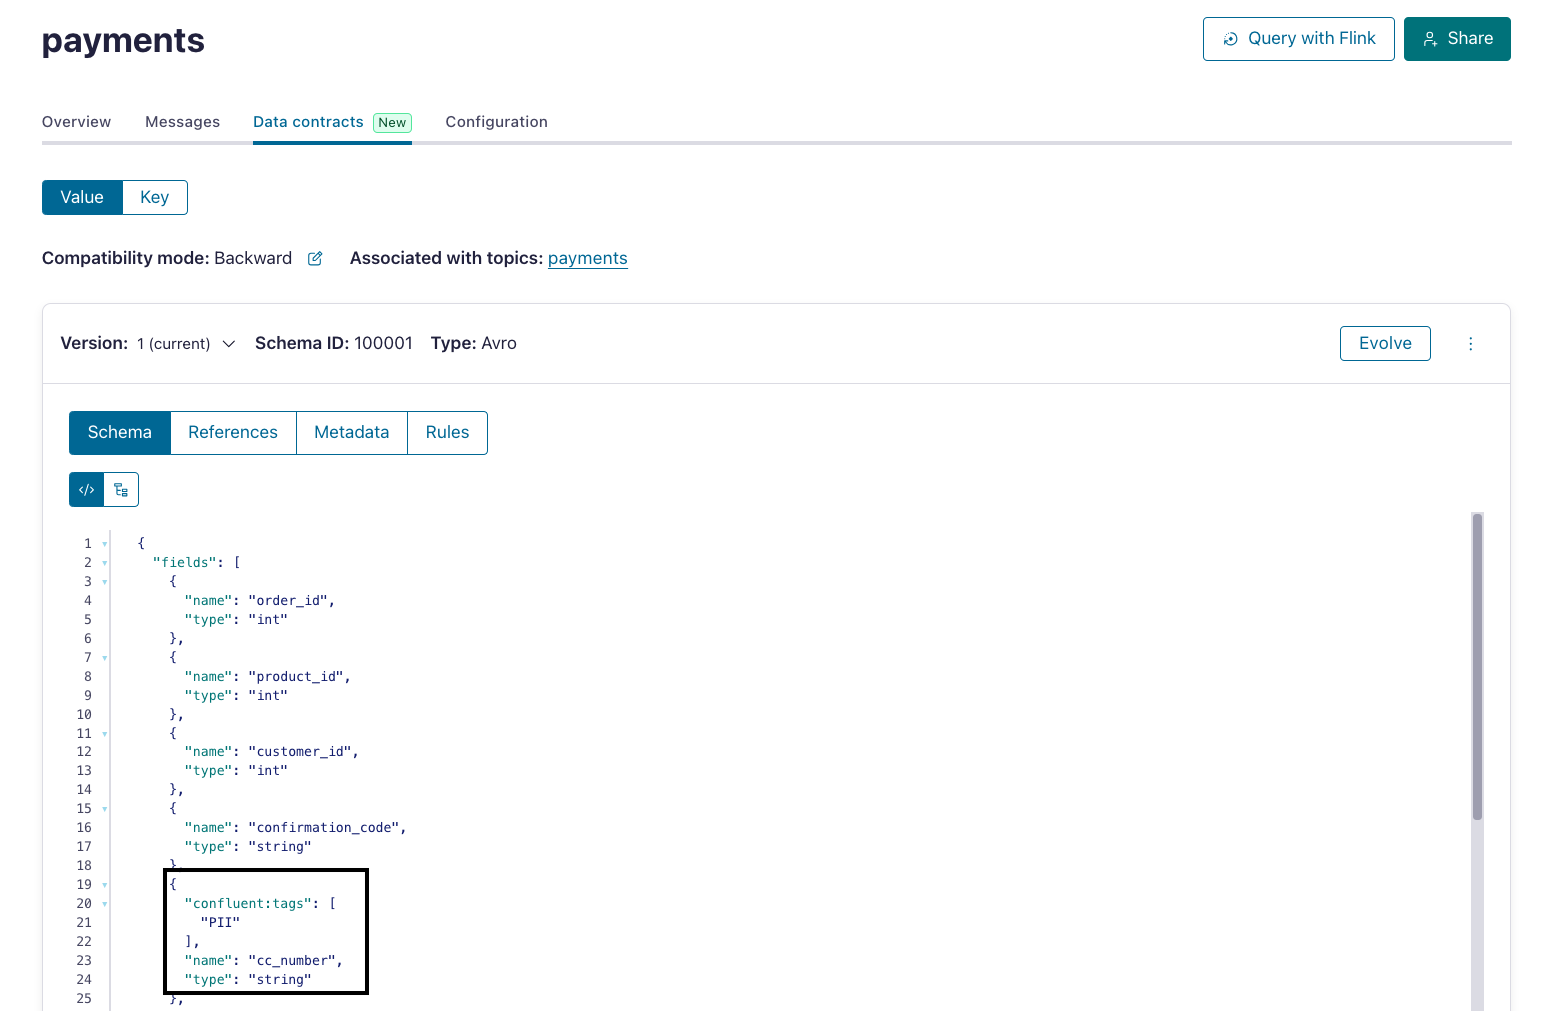 payments
Query with Flink
Share
Overview Messages Data contracts New Configuration
Value Key
Compatibility mode: Backward Associated with topics: payments
Version: 1 (current) Schema ID: 100001 Type: Avro Evolve
Schema References Metadata Rules
</>
1 {
2 "fields": [
3 {
4 "name": "order_id",
5 "type": "int"
6 },
7 {
8 "name": "product_id",
9 "type": "int"
10 },
11 {
12 "name": "customer_id",
13 "type": "int"
14 },
15 {
16 "name": "confirmation_code",
17 "type": "string"
18 },
19 {
20 "confluent:tags": [
21 "PII"
22 ],
23 "name": "cc_number",
24 "type": "string"
25 },